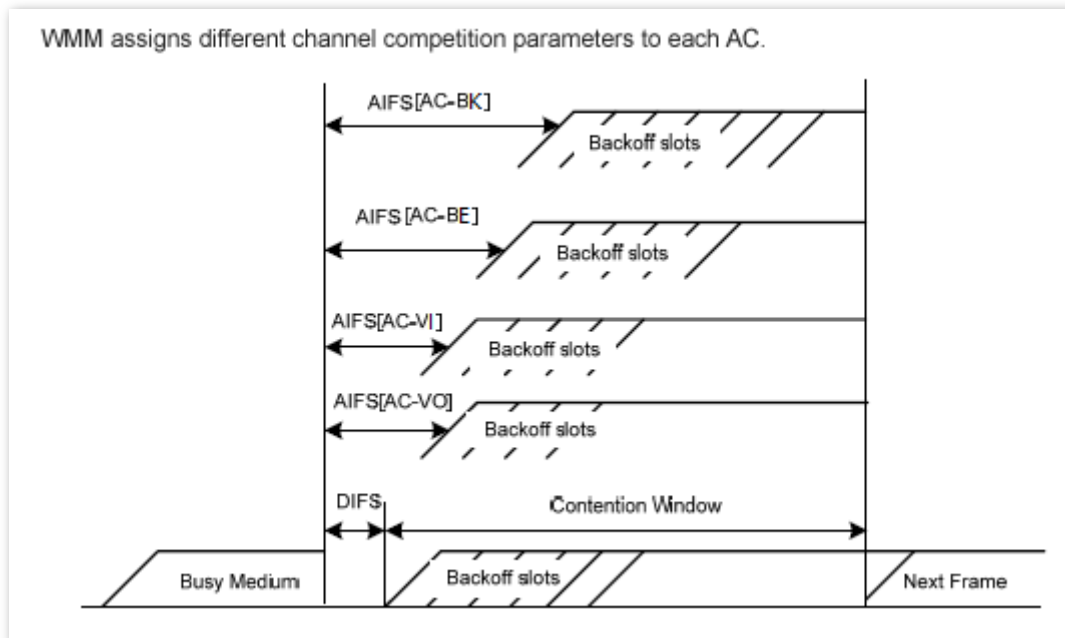 WMM assigns different channel competition parameters to each AC.
AIFS[AC-BK]
Backoff slots
AIFS[AC-BE]
Backoff slots
AIFS[AC-VI]
Backoff slots
AIFS[AC-VO]
Backoff slots
DIFS
Contention Window
Busy Medium
Backoff slots
Next Frame